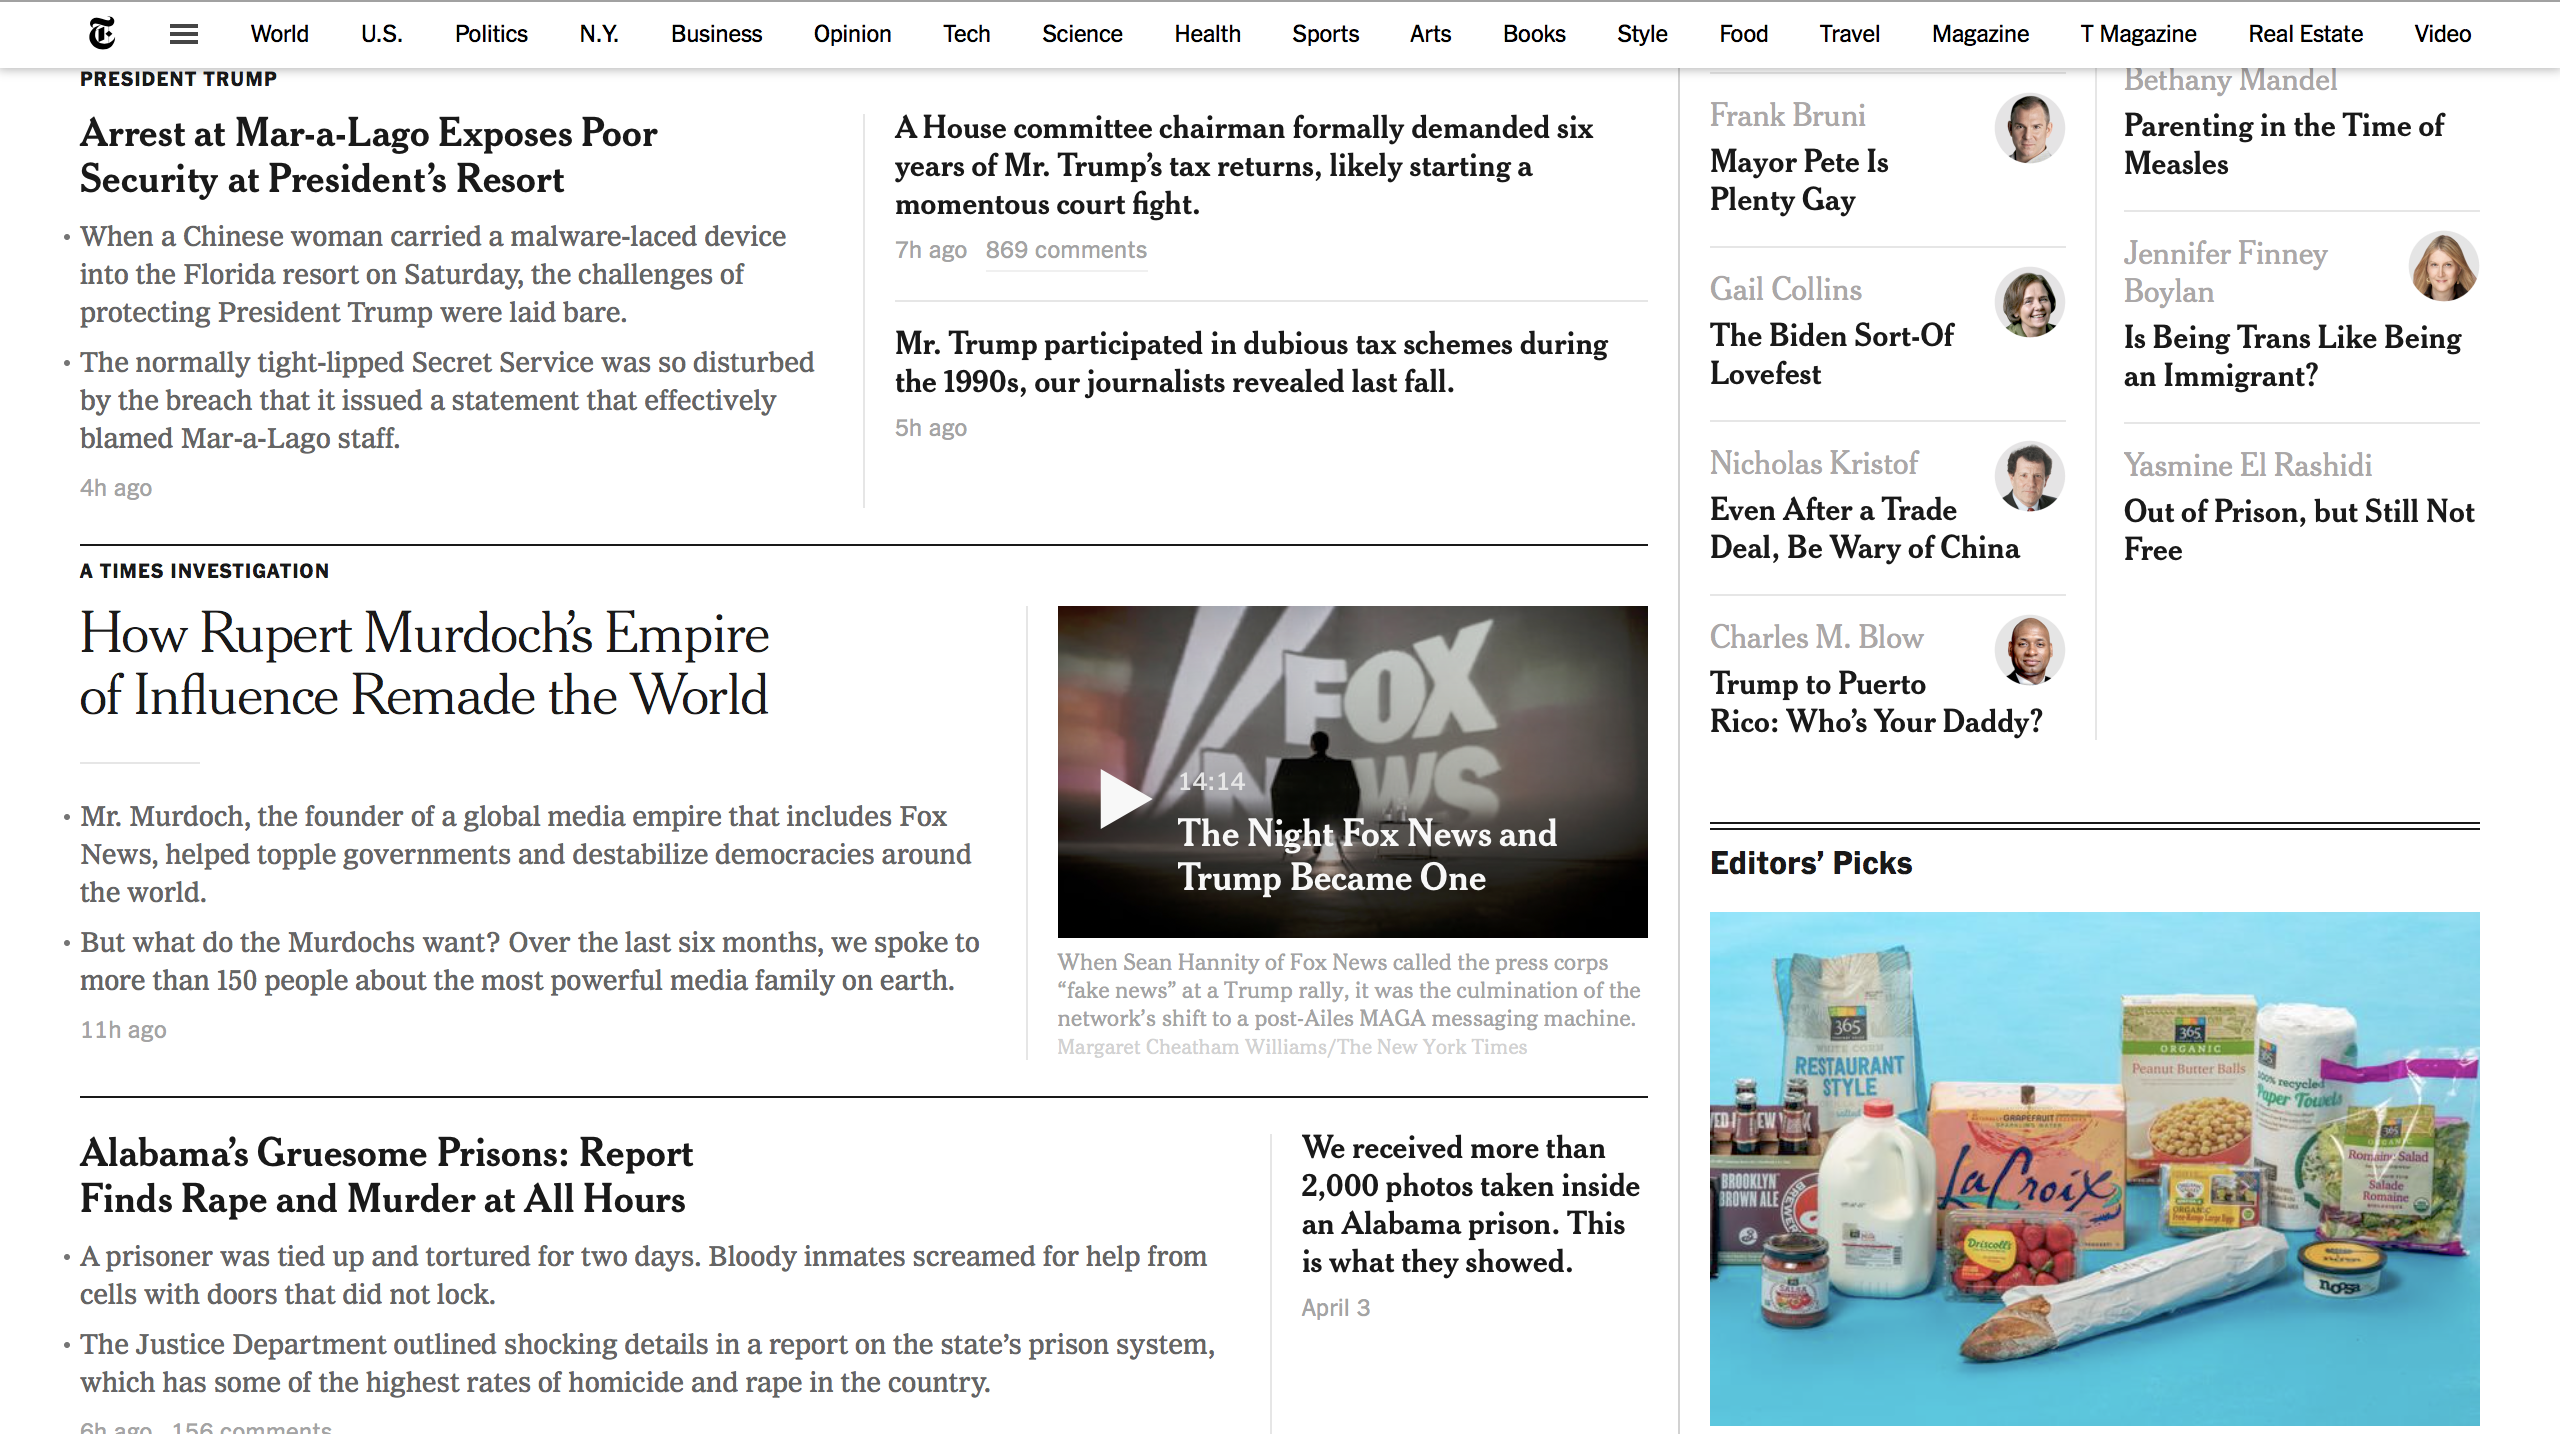 World U.S. Politics N.Y. Business Opinion Tech Science Health Sports Arts Books Style Food Travel Magazine T Magazine Real Estate Video
PRESIDENT TRUMP
Arrest at Mar-a-Lago Exposes Poor
Security at President’s Resort
• When a Chinese woman carried a malware-laced device
into the Florida resort on Saturday, the challenges of
protecting President Trump were laid bare.
• The normally tight-lipped Secret Service was so disturbed
by the breach that it issued a statement that effectively
blamed Mar-a-Lago staff.
4h ago
A House committee chairman formally demanded six
years of Mr. Trump’s tax returns, likely starting a
momentous court fight.
7h ago 869 comments
Mr. Trump participated in dubious tax schemes during
the 1990s, our journalists revealed last fall.
5h ago
A TIMES INVESTIGATION
How Rupert Murdoch’s Empire
of Influence Remade the World
• Mr. Murdoch, the founder of a global media empire that includes Fox
News, helped topple governments and destabilize democracies around
the world.
• But what do the Murdochs want? Over the last six months, we spoke to
more than 150 people about the most powerful media family on earth.
11h ago
FOX
NEWS
14:14
The Night Fox News and
Trump Became One
When Sean Hannity of Fox News called the press corps
“fake news” at a Trump rally, it was the culmination of the
network’s shift to a post-Ailes MAGA messaging machine.
Margaret Cheatham Williams/The New York Times
Alabama’s Gruesome Prisons: Report
Finds Rape and Murder at All Hours
• A prisoner was tied up and tortured for two days. Bloody inmates screamed for help from
cells with doors that did not lock.
• The Justice Department outlined shocking details in a report on the state’s prison system,
which has some of the highest rates of homicide and rape in the country.
6h ago 156 comments
We received more than
2,000 photos taken inside
an Alabama prison. This
is what they showed.
April 3
Frank Bruni
Mayor Pete Is
Plenty Gay
Gail Collins
The Biden Sort-Of
Lovefest
Nicholas Kristof
Even After a Trade
Deal, Be Wary of China
Charles M. Blow
Trump to Puerto
Rico: Who’s Your Daddy?
Bethany Mandel
Parenting in the Time of
Measles
Jennifer Finney
Boylan
Is Being Trans Like Being
an Immigrant?
Yasmine El Rashidi
Out of Prison, but Still Not
Free
Editors’ Picks
365
WHITE CORN
RESTAURANT
STYLE
salted
BROOKLYN
BROWN ALE
SALSA
GRAPEFRUIT
LaCroix
Driscoll's
365
ORGANIC
Peanut Butter Balls
365
100% recycled
Paper Towels
ORGANIC
365
ORGANIC
Romaine Salad
Salade
Romaine
nooga